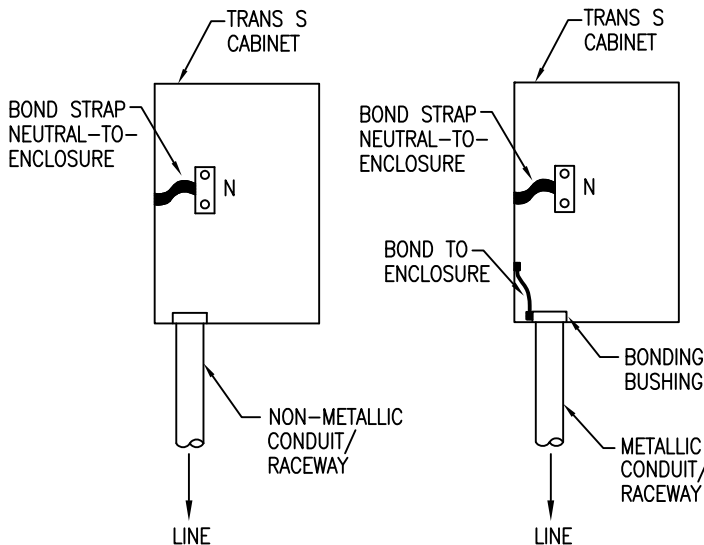 TRANS S
CABINET
BOND STRAP
NEUTRAL-TO-
ENCLOSURE
N
NON-METALLIC
CONDUIT/
RACEWAY
LINE
TRANS S
CABINET
BOND STRAP
NEUTRAL-TO-
ENCLOSURE
N
BOND TO
ENCLOSURE
BONDING
BUSHING
METALLIC
CONDUIT/
RACEWAY
LINE